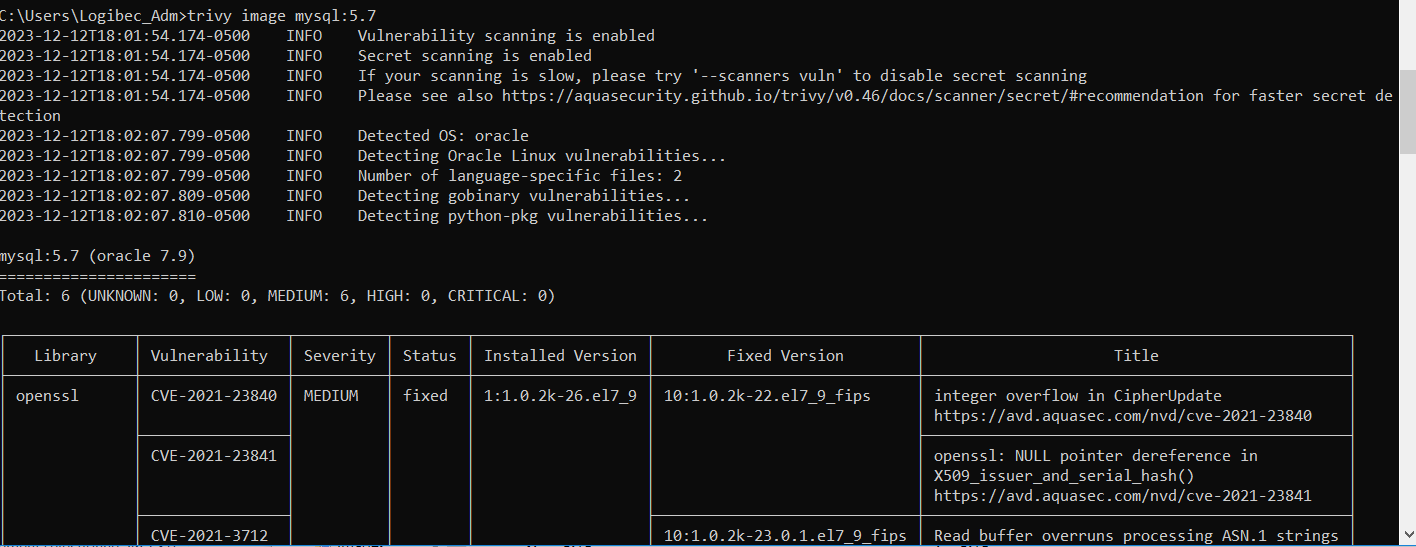 C:\Users\Logibec_Adm>trivy image mysql:5.7
2023-12-12T18:01:54.174-0500 INFO Vulnerability scanning is enabled
2023-12-12T18:01:54.174-0500 INFO Secret scanning is enabled
2023-12-12T18:01:54.174-0500 INFO If your scanning is slow, please try '--scanners vuln' to disable secret scanning
2023-12-12T18:01:54.174-0500 INFO Please see also https://aquasecurity.github.io/trivy/v0.46/docs/scanner/secret/#recommendation for faster secret de
tection
2023-12-12T18:02:07.799-0500 INFO Detected OS: oracle
2023-12-12T18:02:07.799-0500 INFO Detecting Oracle Linux vulnerabilities...
2023-12-12T18:02:07.799-0500 INFO Number of language-specific files: 2
2023-12-12T18:02:07.809-0500 INFO Detecting gobinary vulnerabilities...
2023-12-12T18:02:07.810-0500 INFO Detecting python-pkg vulnerabilities...
mysql:5.7 (oracle 7.9)
======================
Total: 6 (UNKNOWN: 0, LOW: 0, MEDIUM: 6, HIGH: 0, CRITICAL: 0)
Library Vulnerability Severity Status Installed Version Fixed Version Title
openssl CVE-2021-23840 MEDIUM fixed 1:1.0.2k-26.el7_9 10:1.0.2k-22.el7_9_fips integer overflow in CipherUpdate
https://avd.aquasec.com/nvd/cve-2021-23840
CVE-2021-23841 openssl: NULL pointer dereference in
X509_issuer_and_serial_hash()
https://avd.aquasec.com/nvd/cve-2021-23841
CVE-2021-3712 10:1.0.2k-23.0.1.el7_9_fips Read buffer overruns processing ASN.1 strings